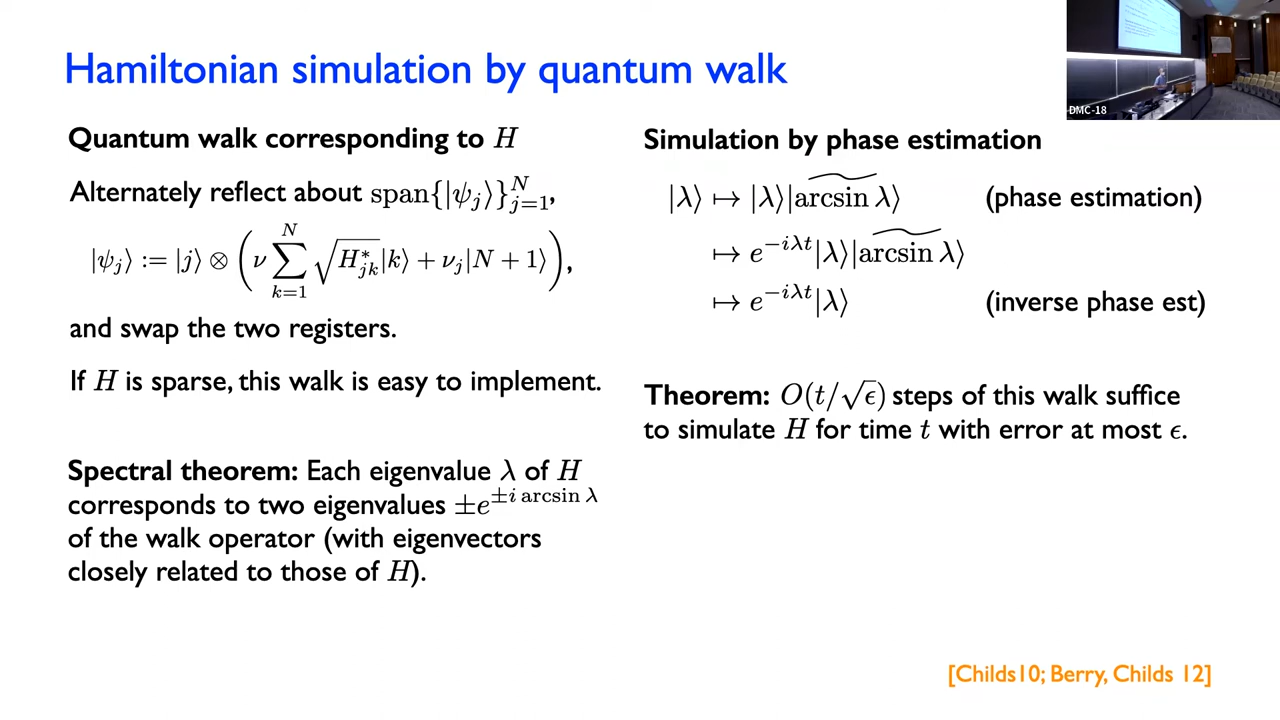 Hamiltonian simulation by quantum walk
DMC-18
Quantum walk corresponding to H
Alternately reflect about span{|ψ_j⟩}_{j=1}^N,
|ψ_j⟩ := |j⟩ ⊗ (ν ∑_{k=1}^N √(H*_{jk}) |k⟩ + ν_j|N + 1⟩),
and swap the two registers.
If H is sparse, this walk is easy to implement.
Spectral theorem: Each eigenvalue λ of H
corresponds to two eigenvalues ±e^{±i arcsin λ}
of the walk operator (with eigenvectors
closely related to those of H).
Simulation by phase estimation
|λ⟩ ↦ |λ⟩|\widetilde{arcsin λ}⟩ (phase estimation)
↦ e^{−iλt}|λ⟩|\widetilde{arcsin λ}⟩
↦ e^{−iλt}|λ⟩ (inverse phase est)
Theorem: O(t/√ϵ) steps of this walk suffice
to simulate H for time t with error at most ϵ.
[Childs10; Berry, Childs 12]